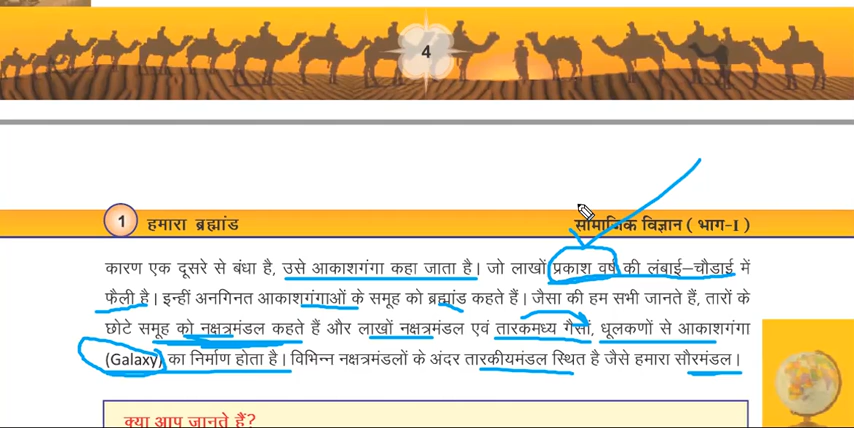 4
1 हमारा ब्रह्मांड सामाजिक विज्ञान ( भाग-I )
कारण एक दूसरे से बंधा है, उसे आकाशगंगा कहा जाता है। जो लाखों प्रकाश वर्ष की लंबाई–चौड़ाई में
फैली है। इन्हीं अनगिनत आकाशगंगाओं के समूह को ब्रह्मांड कहते हैं। जैसा की हम सभी जानते हैं, तारों के
छोटे समूह को नक्षत्रमंडल कहते हैं और लाखों नक्षत्रमंडल एवं तारकमध्य गैसों, धूलकणों से आकाशगंगा
(Galaxy) का निर्माण होता है। विभिन्न नक्षत्रमंडलों के अंदर तारकीयमंडल स्थित है जैसे हमारा सौरमंडल।
क्या आप जानते हैं?